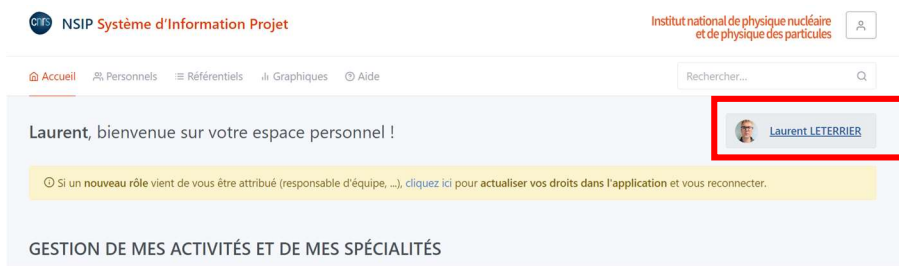 cnrs
NSIP Système d'Information Projet
Institut national de physique nucléaire
et de physique des particules
Accueil Personnels Référentiels Graphiques Aide
Rechercher...
Laurent, bienvenue sur votre espace personnel !
Laurent LETERRIER
Si un nouveau rôle vient de vous être attribué (responsable d'équipe, ...), cliquez ici pour actualiser vos droits dans l'application et vous reconnecter.
GESTION DE MES ACTIVITÉS ET DE MES SPÉCIALITÉS